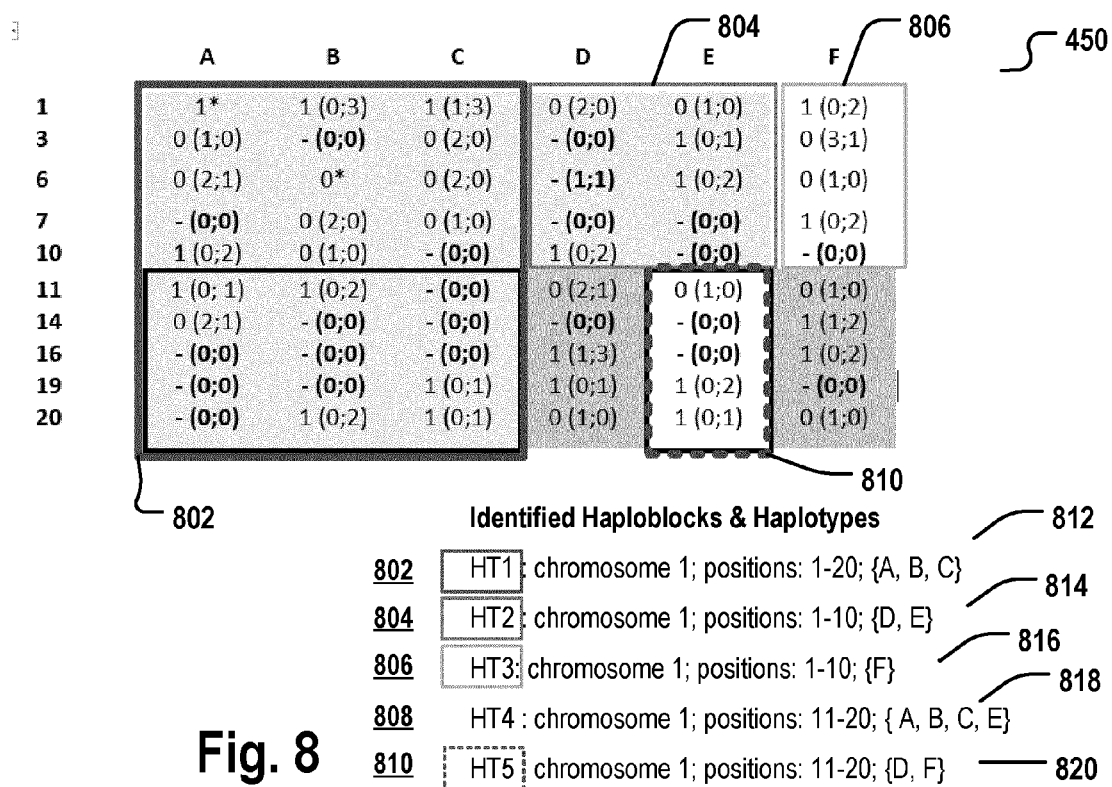 804
806
450
A B C D E F
1 1* 1 (0;3) 1 (1;3) 0 (2;0) 0 (1;0) 1 (0;2)
3 0 (1;0) - (0;0) 0 (2;0) - (0;0) 1 (0;1) 0 (3;1)
6 0 (2;1) 0* 0 (2;0) - (1;1) 1 (0;2) 0 (1;0)
7 - (0;0) 0 (2;0) 0 (1;0) - (0;0) - (0;0) 1 (0;2)
10 1 (0;2) 0 (1;0) - (0;0) 1 (0;2) - (0;0) - (0;0)
11 1 (0; 1) 1 (0;2) - (0;0) 0 (2;1) 0 (1;0) 0 (1;0)
14 0 (2;1) - (0;0) - (0;0) - (0;0) - (0;0) 1 (1;2)
16 - (0;0) - (0;0) - (0;0) 1 (1;3) - (0;0) 1 (0;2)
19 - (0;0) - (0;0) 1 (0;1) 1 (0;1) 1 (0;2) - (0;0)
20 - (0;0) 1 (0;2) 1 (0;1) 0 (1;0) 1 (0;1) 0 (1;0)
810
802
Identified Haploblocks & Haplotypes
812
802 HT1: chromosome 1; positions: 1-20; {A, B, C}
814
804 HT2: chromosome 1; positions: 1-10; {D, E}
816
806 HT3: chromosome 1; positions: 1-10; {F}
818
808 HT4 : chromosome 1; positions: 11-20; { A, B, C, E}
Fig. 8
810 HT5 : chromosome 1; positions: 11-20; {D, F} 820